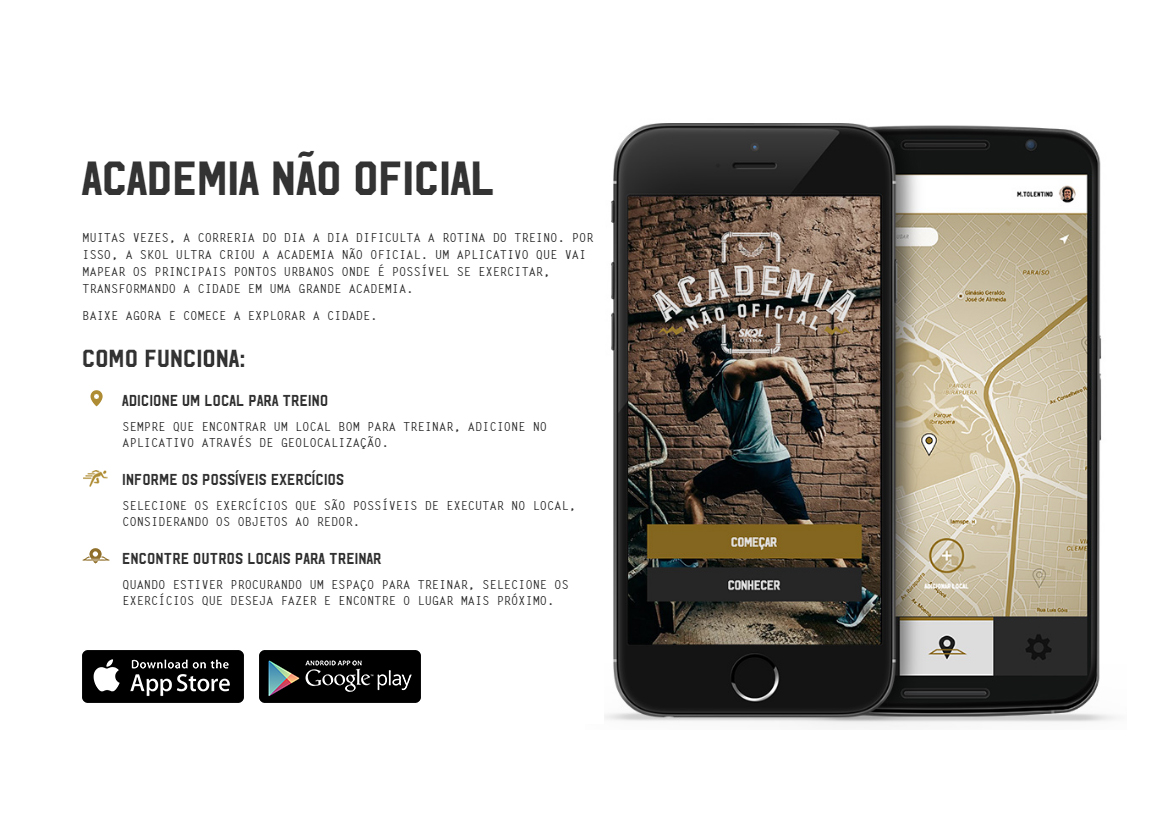 ACADEMIA NÃO OFICIAL
MUITAS VEZES, A CORRERIA DO DIA A DIA DIFICULTA A ROTINA DO TREINO. POR
ISSO, A SKOL ULTRA CRIOU A ACADEMIA NÃO OFICIAL. UM APLICATIVO QUE VAI
MAPEAR OS PRINCIPAIS PONTOS URBANOS ONDE É POSSÍVEL SE EXERCITAR,
TRANSFORMANDO A CIDADE EM UMA GRANDE ACADEMIA.
BAIXE AGORA E COMECE A EXPLORAR A CIDADE.
COMO FUNCIONA:
ADICIONE UM LOCAL PARA TREINO
SEMPRE QUE ENCONTRAR UM LOCAL BOM PARA TREINAR, ADICIONE NO
APLICATIVO ATRAVÉS DE GEOLOCALIZAÇÃO.
INFORME OS POSSÍVEIS EXERCÍCIOS
SELECIONE OS EXERCÍCIOS QUE SÃO POSSÍVEIS DE EXECUTAR NO LOCAL,
CONSIDERANDO OS OBJETOS AO REDOR.
ENCONTRE OUTROS LOCAIS PARA TREINAR
QUANDO ESTIVER PROCURANDO UM ESPAÇO PARA TREINAR, SELECIONE OS
EXERCÍCIOS QUE DESEJA FAZER E ENCONTRE O LUGAR MAIS PRÓXIMO.
Download on the
App Store
ANDROID APP ON
Google play
ACADEMIA
NÃO OFICIAL
SKOL
COMEÇAR
CONHECER
M.TOLENTINO
PARAÍSO
Ginásio Geraldo
José de Almeida
PARQUE
IBIRAPUERA
Parque
Ibirapuera
Av. Conselheiro R
Iamspe
VI
CLEME
ADICIONAR LOCAL
Av. Ibirapuera
Rua Luís Góis